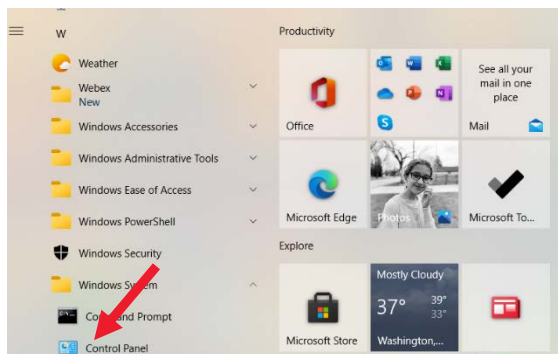 W
Weather
Webex
New
Windows Accessories
Windows Administrative Tools
Windows Ease of Access
Windows PowerShell
Windows Security
Windows System
Command Prompt
Control Panel
Productivity
Office
See all your
mail in one
place
Mail
Microsoft Edge
Photos
Microsoft To...
Explore
Microsoft Store
Mostly Cloudy
37°
39°
33°
Washington,...